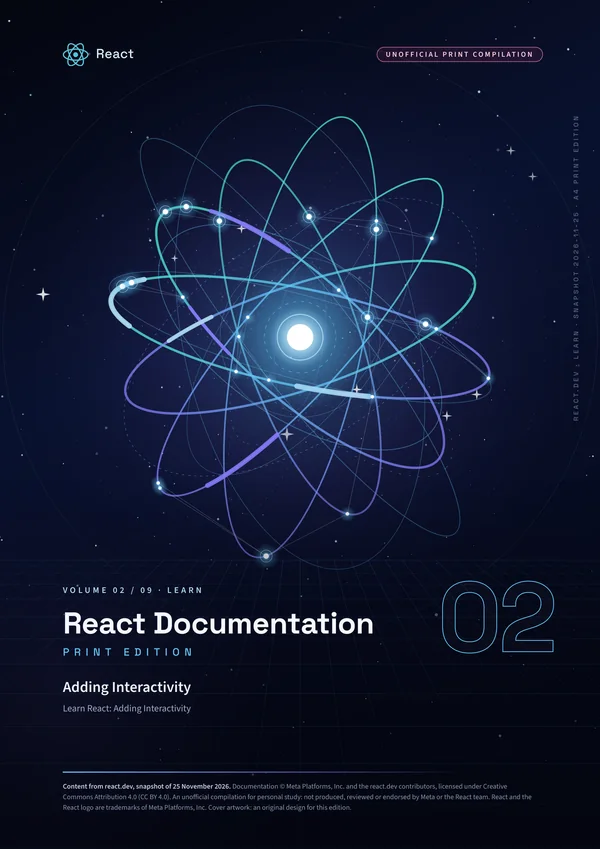 React
UNOFFICIAL PRINT COMPILATION
REACT.DEV / LEARN · SNAPSHOT 2026-11-25 · A4 PRINT EDITION
VOLUME 02 / 09 · LEARN
React Documentation
02
PRINT EDITION
Adding Interactivity
Learn React: Adding Interactivity
Content from react.dev, snapshot of 25 November 2026. Documentation © Meta Platforms, Inc. and the react.dev contributors, licensed under Creative
Commons Attribution 4.0 (CC BY 4.0). An unofficial compilation for personal study: not produced, reviewed or endorsed by Meta or the React team. React and the
React logo are trademarks of Meta Platforms, Inc. Cover artwork: an original design for this edition.